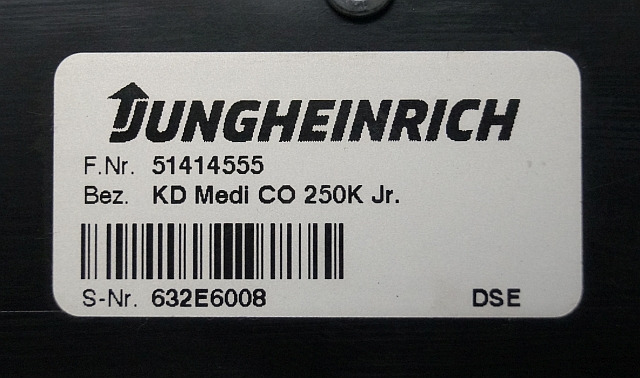 JUNGHEINRICH
F.Nr. 51414555
Bez. KD Medi CO 250K Jr.
S-Nr. 632E6008 DSE